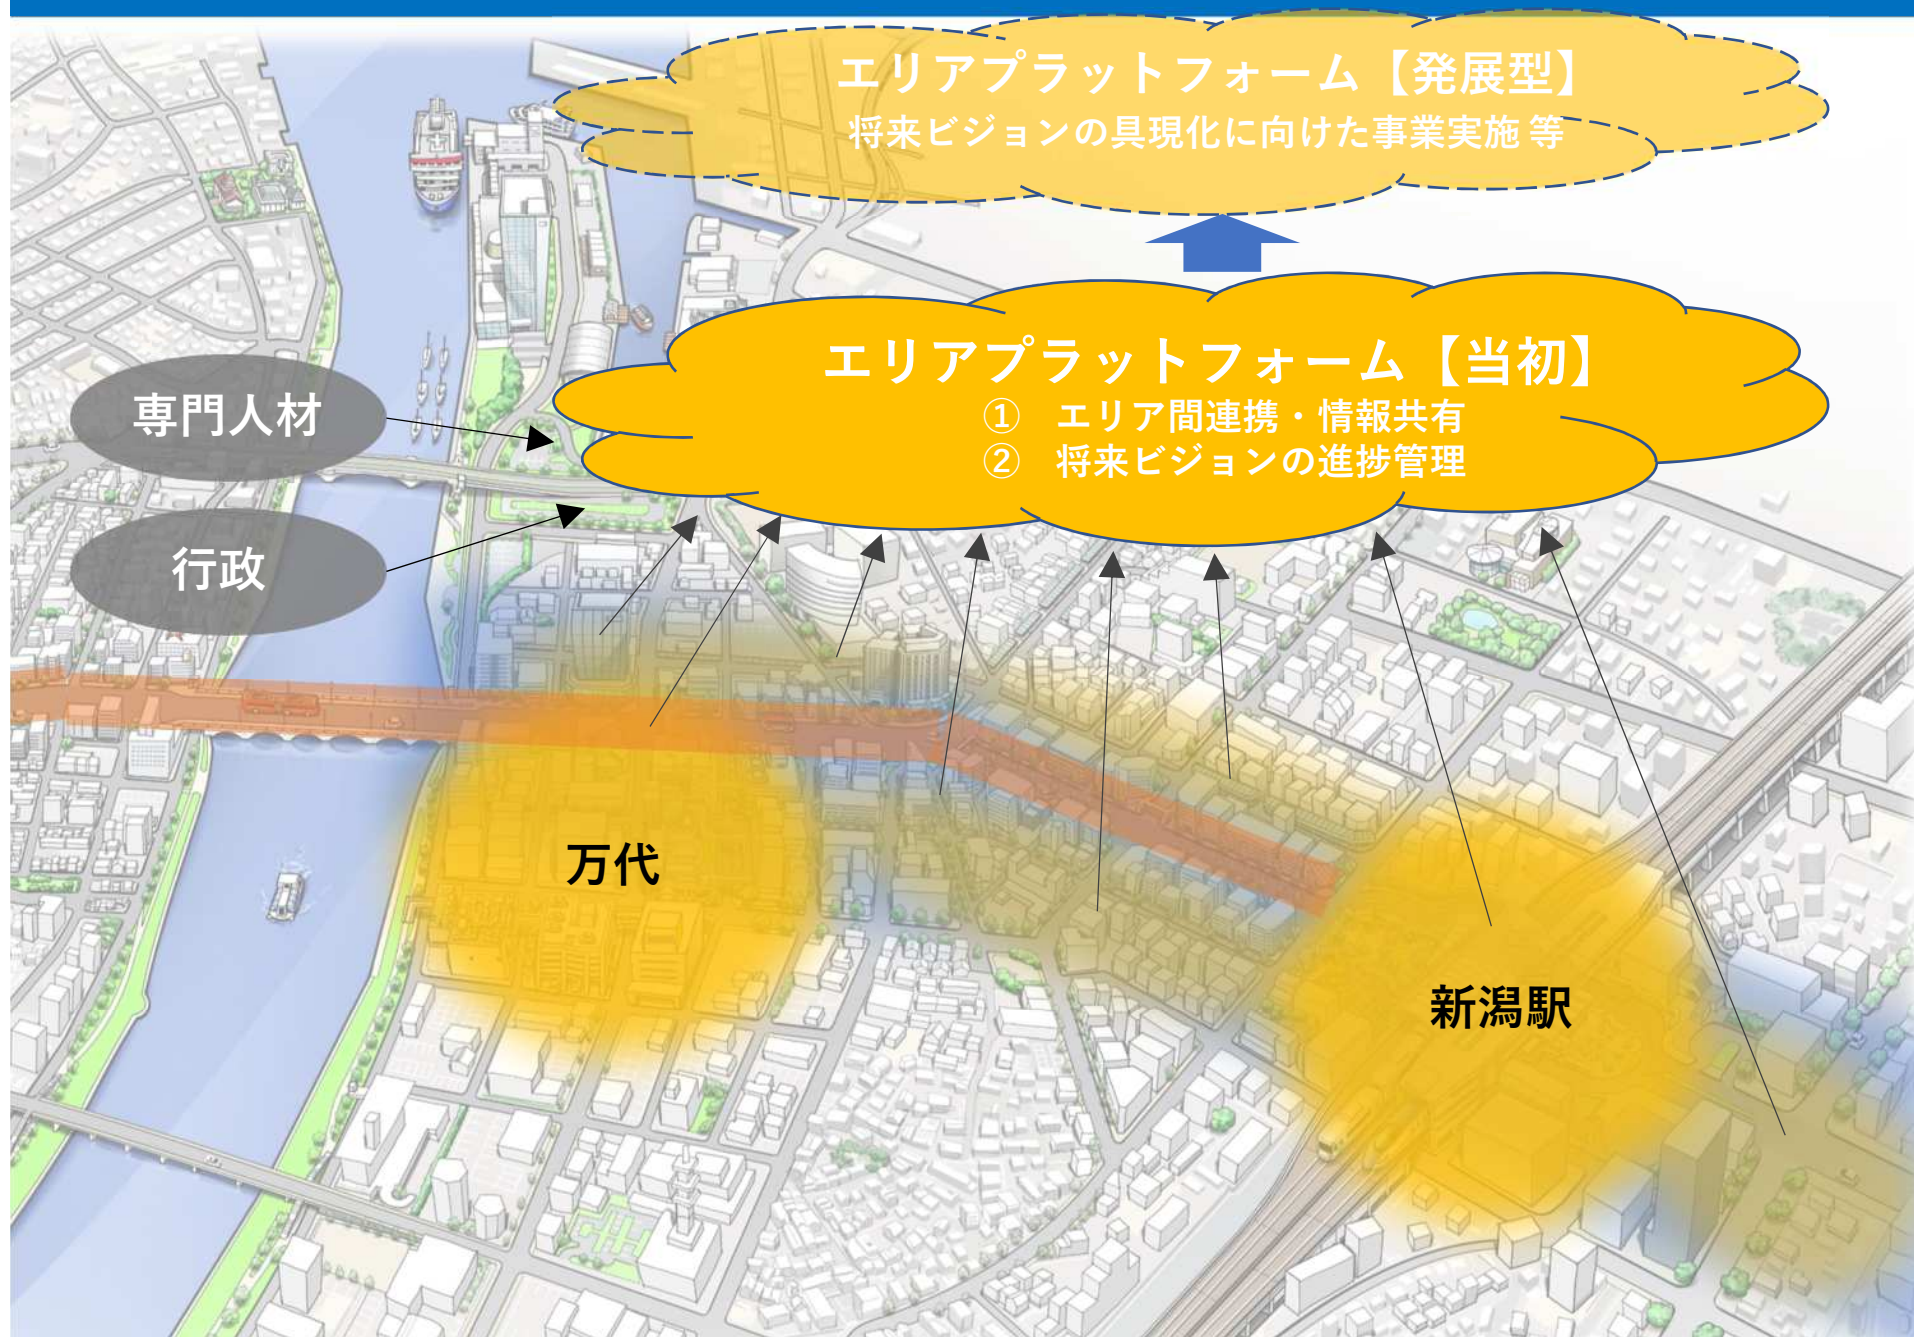 エリアプラットフォーム【発展型】
将来ビジョンの具現化に向けた事業実施 等
エリアプラットフォーム【当初】
① エリア間連携・情報共有
② 将来ビジョンの進捗管理
専門人材
行政
万代
新潟駅